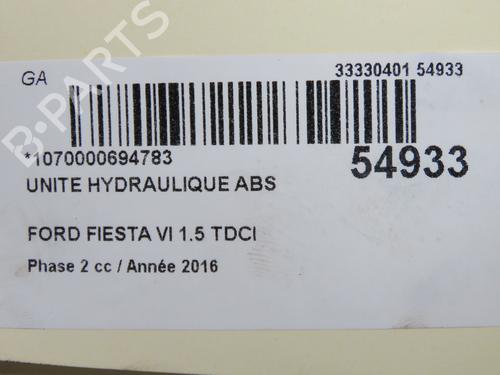 GA 33330401 54933
*1070000694783 54933
UNITE HYDRAULIQUE ABS
FORD FIESTA VI 1.5 TDCI
Phase 2 cc / Année 2016
B-PARTS